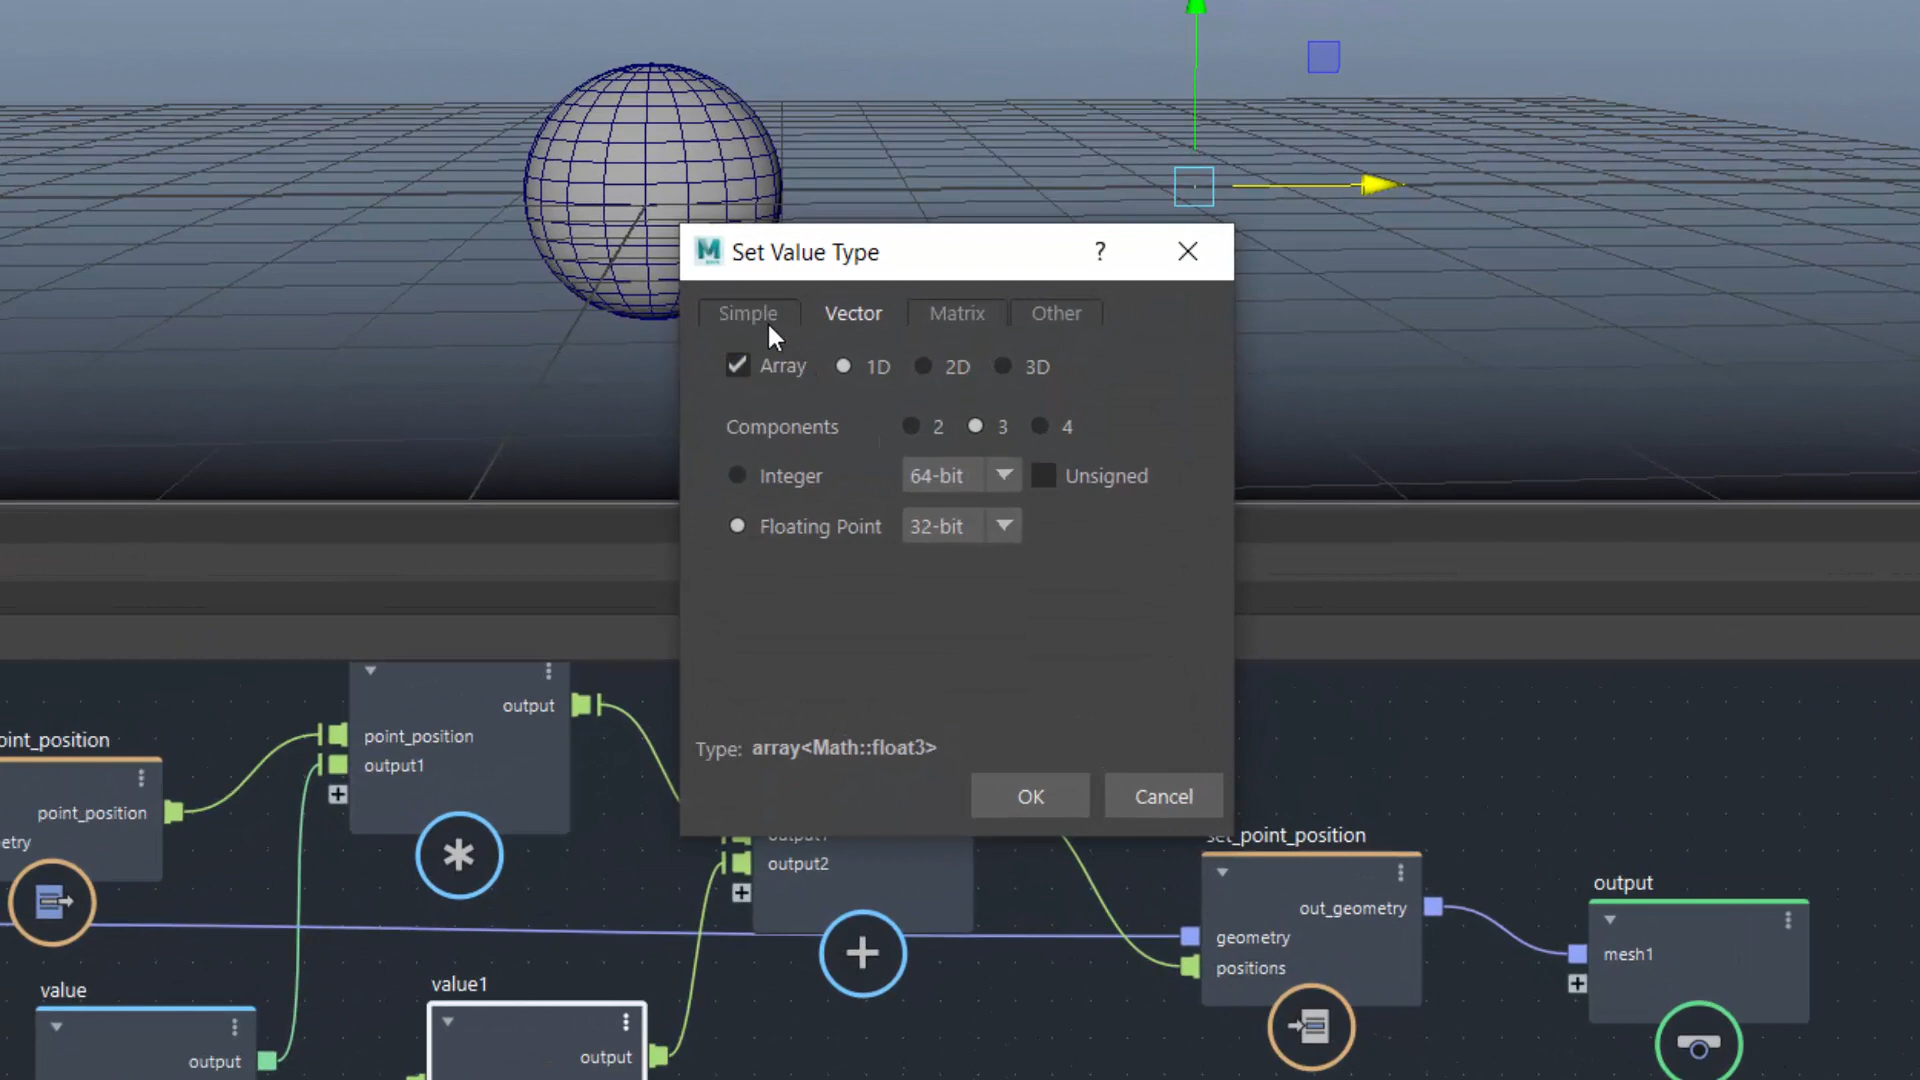 Set Value Type
?
Simple
Vector
Matrix
Other
Array
1D
2D
3D
Components
2
3
4
Integer
64-bit
Unsigned
Floating Point
32-bit
Type: array<Math::float3>
OK
Cancel
output
point_position
output1
oint_position
point_position
etry
output2
set_point_position
out_geometry
geometry
positions
output
mesh1
value
output
value1
output